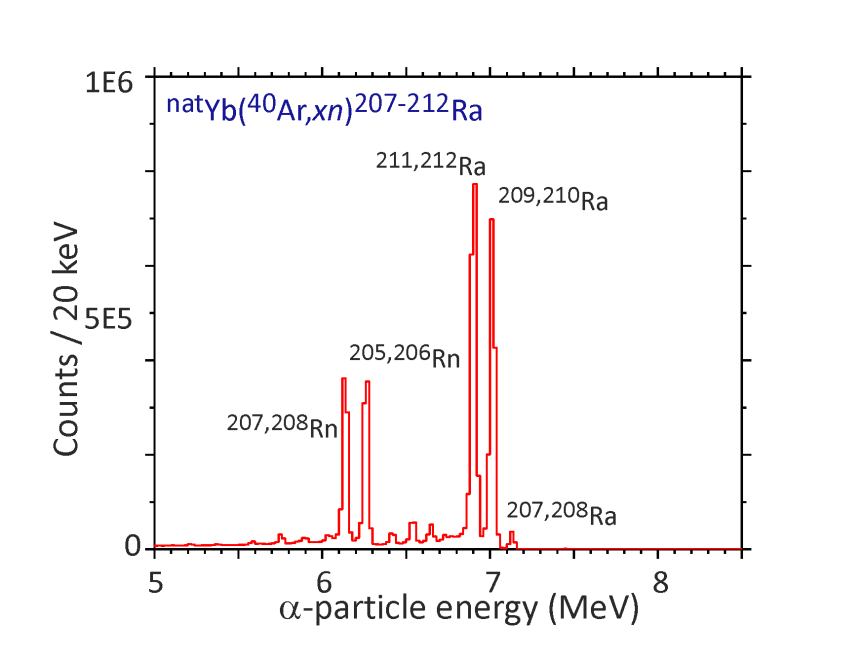 1E6
natYb(40Ar,xn)207-212Ra
211,212Ra
209,210Ra
5E5
205,206Rn
207,208Rn
207,208Ra
0
5 6 7 8
α-particle energy (MeV)
Counts / 20 keV